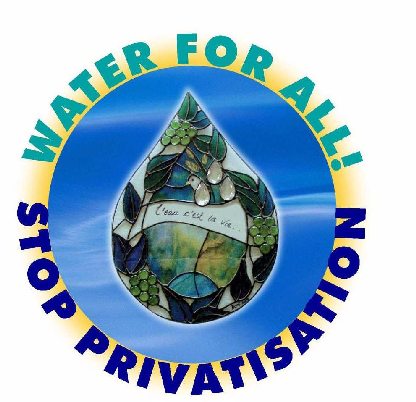 WATER FOR ALL!
L'eau c'est la vie...
STOP PRIVATISATION